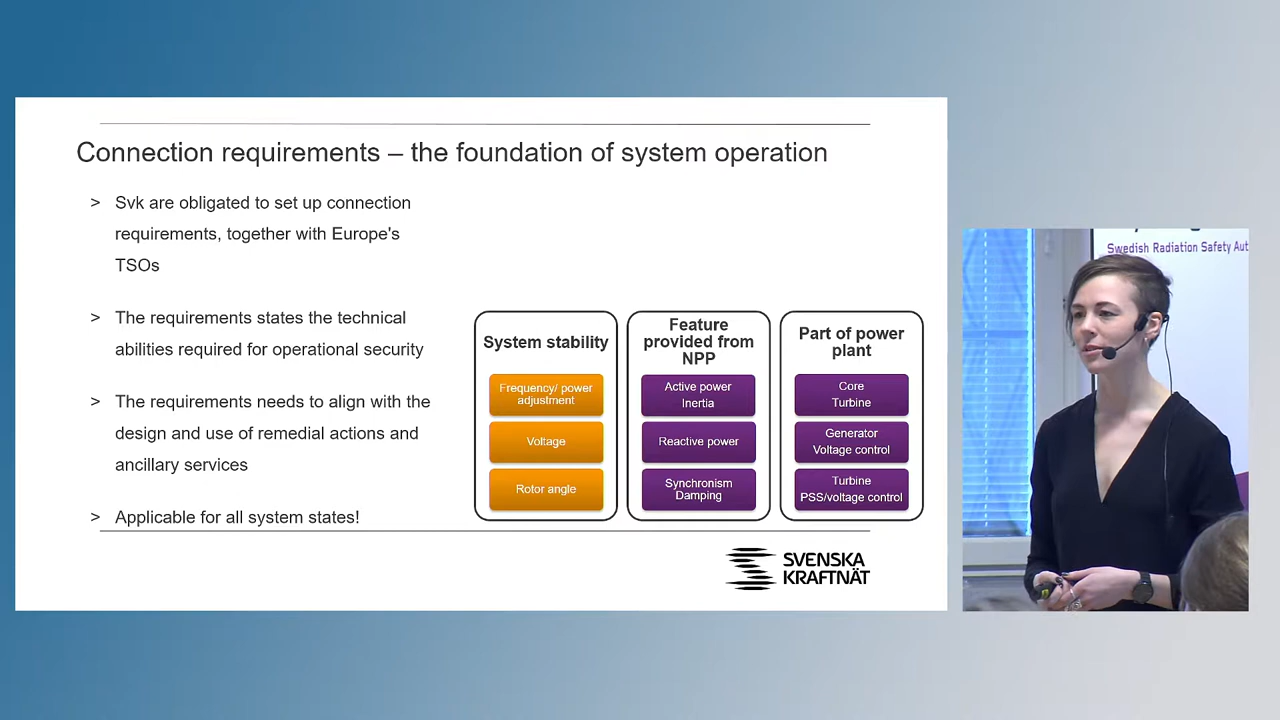 Connection requirements – the foundation of system operation
> Svk are obligated to set up connection
requirements, together with Europe's
TSOs
> The requirements states the technical
abilities required for operational security
> The requirements needs to align with the
design and use of remedial actions and
ancillary services
> Applicable for all system states!
System stability
Frequency/ power
adjustment
Voltage
Rotor angle
Feature
provided from
NPP
Active power
Inertia
Reactive power
Synchronism
Damping
Part of power
plant
Core
Turbine
Generator
Voltage control
Turbine
PSS/voltage control
SVENSKA
KRAFTNÄT
Swedish Radiation Safety Aut